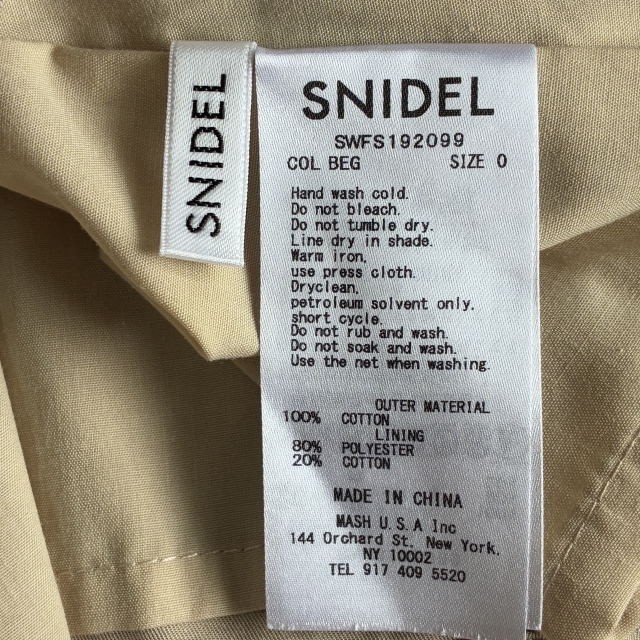 SNIDEL
SNIDEL
SWFS192099
COL BEG SIZE 0
Hand wash cold.
Do not bleach.
Do not tumble dry.
Line dry in shade.
Warm iron.
use press cloth.
Dryclean.
petroleum solvent only.
short cycle.
Do not rub and wash.
Do not soak and wash.
Use the net when washing.
OUTER MATERIAL
100% COTTON
LINING
80% POLYESTER
20% COTTON
MADE IN CHINA
MASH U.S.A Inc
144 Orchard St. New York.
NY 10002
TEL 917 409 5520